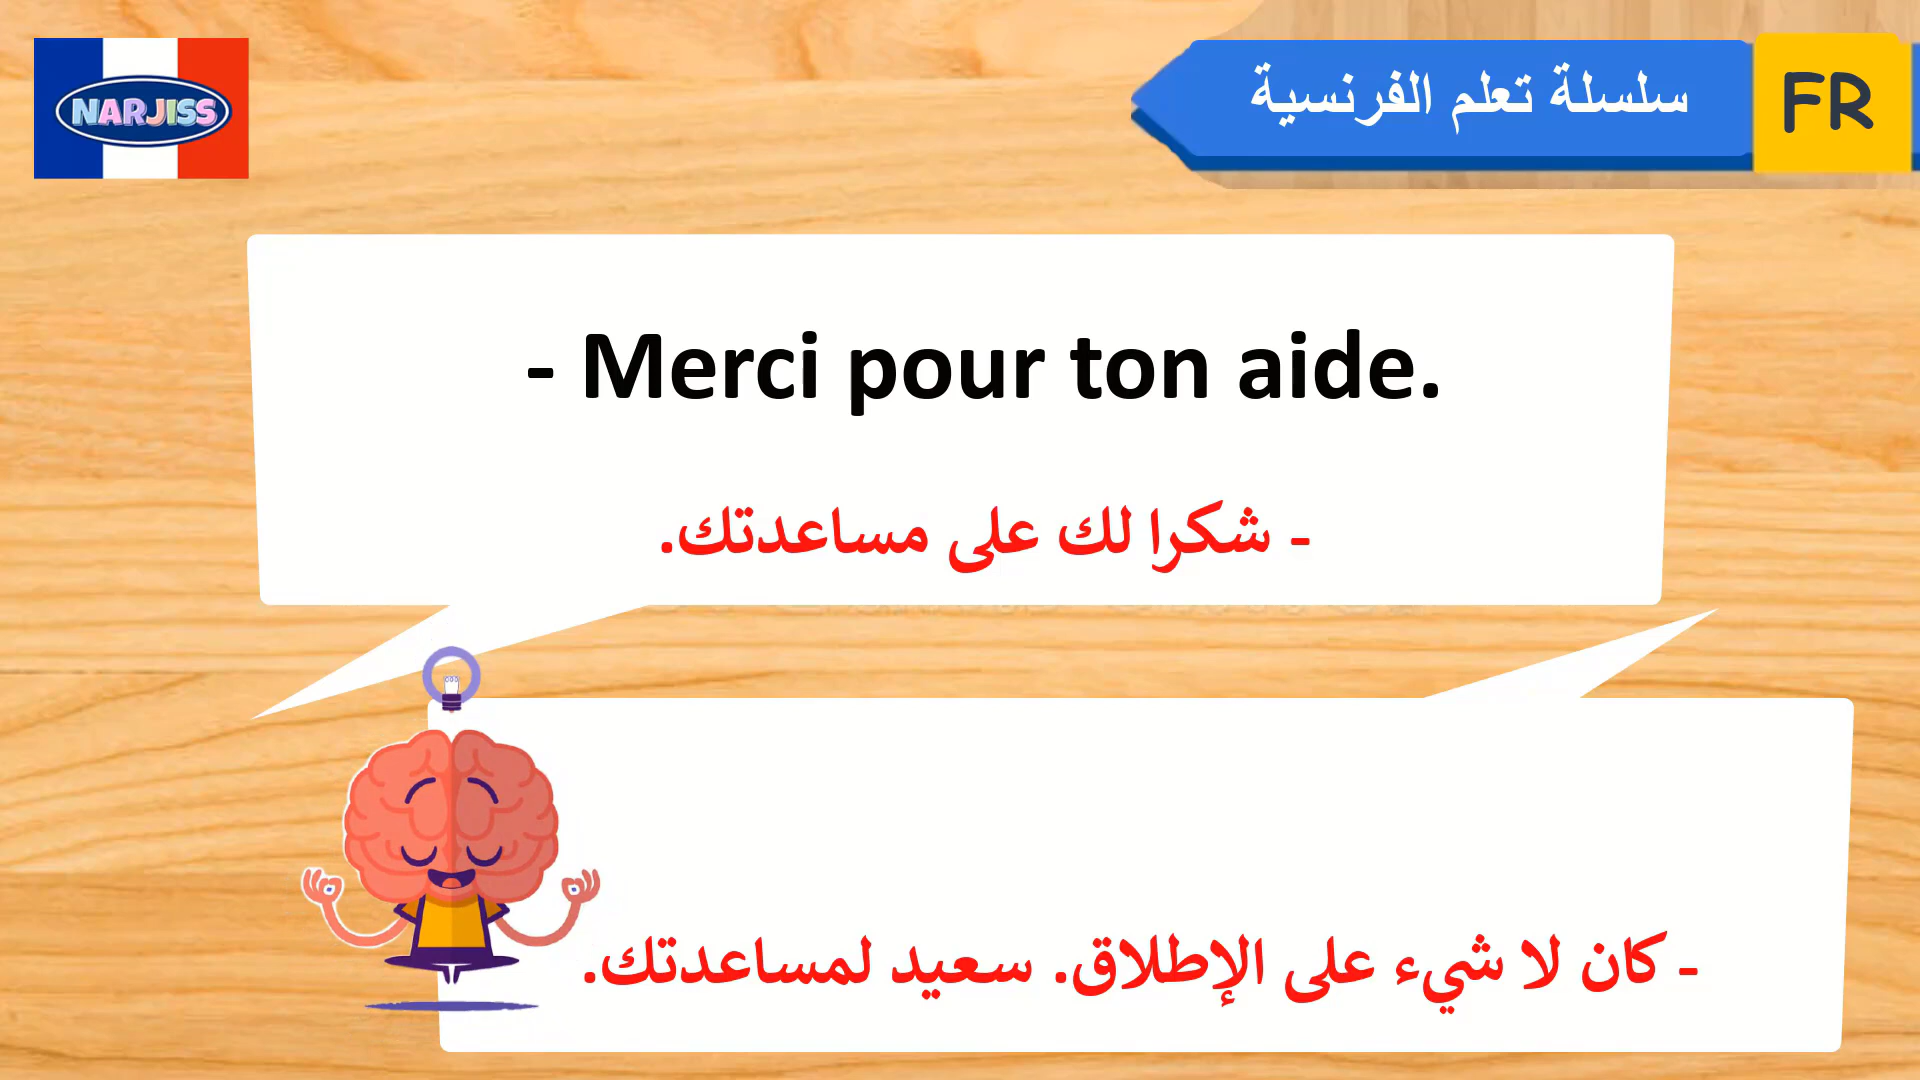 NARJISS
سلسلة تعلم الفرنسية
FR
- Merci pour ton aide.
- شكرا لك على مساعدتك.
- كان لا شيء على الإطلاق. سعيد لمساعدتك.